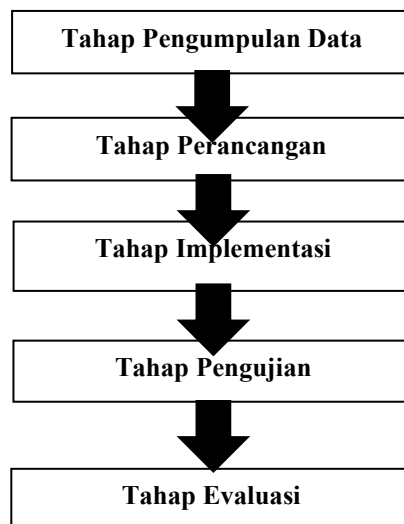 Tahap Pengumpulan Data
Tahap Perancangan
Tahap Implementasi
Tahap Pengujian
Tahap Evaluasi